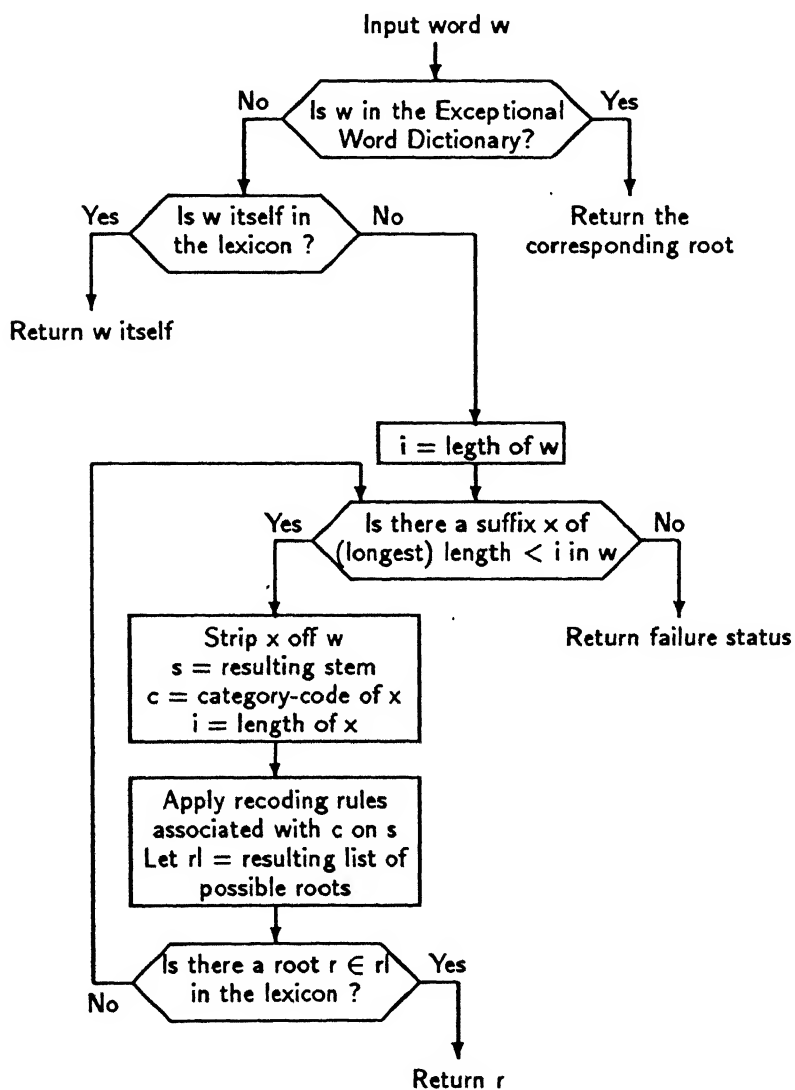 Input word w
No
Is w in the Exceptional
Word Dictionary?
Yes
Yes
Is w itself in
the lexicon ?
No
Return the
corresponding root
Return w itself
i = legth of w
Yes
Is there a suffix x of
(longest) length < i in w
No
Strip x off w
s = resulting stem
c = category-code of x
i = length of x
Return failure status
Apply recoding rules
associated with c on s
Let rl = resulting list of
possible roots
Is there a root r ∈ rl
in the lexicon ?
Yes
No
Return r